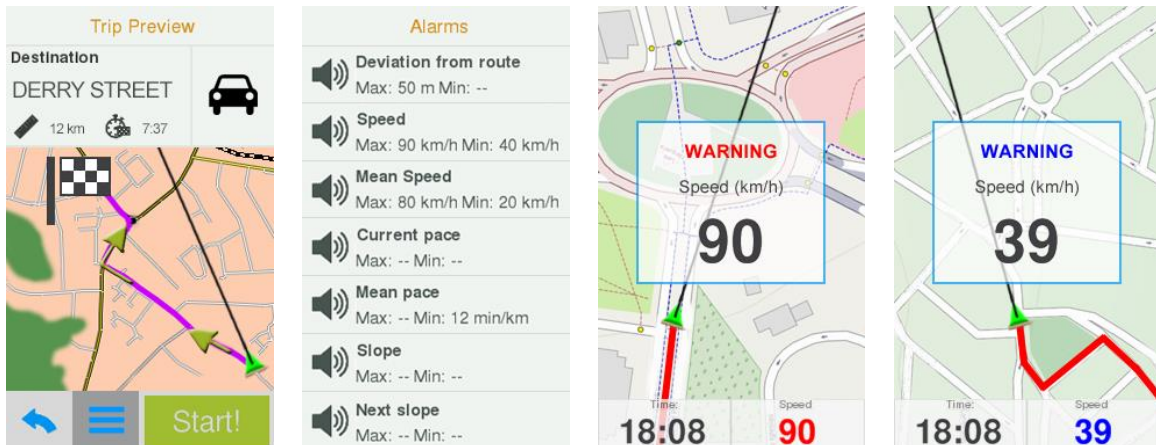 Trip Preview
Destination
DERRY STREET
12 km 7:37
Start!
Alarms
Deviation from route
Max: 50 m Min: --
Speed
Max: 90 km/h Min: 40 km/h
Mean Speed
Max: 80 km/h Min: 20 km/h
Current pace
Max: -- Min: --
Mean pace
Max: -- Min: 12 min/km
Slope
Max: -- Min: --
Next slope
Max: -- Min: --
WARNING
Speed (km/h)
90
Time: Speed
18:08 90
WARNING
Speed (km/h)
39
Time: Speed
18:08 39